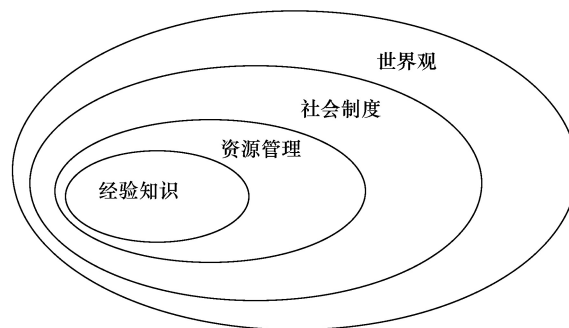 世界观
社会制度
资源管理
经验知识